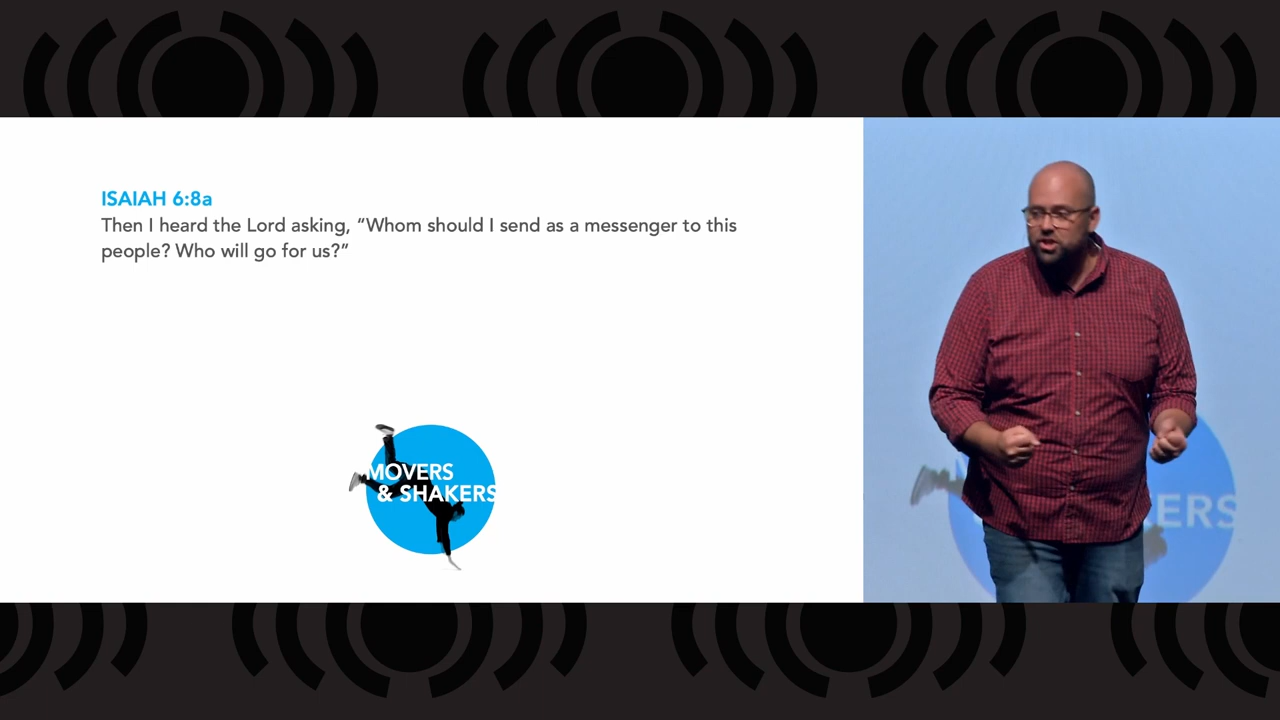 ISAIAH 6:8a
Then I heard the Lord asking, “Whom should I send as a messenger to this
people? Who will go for us?”
MOVERS
& SHAKERS
KERS